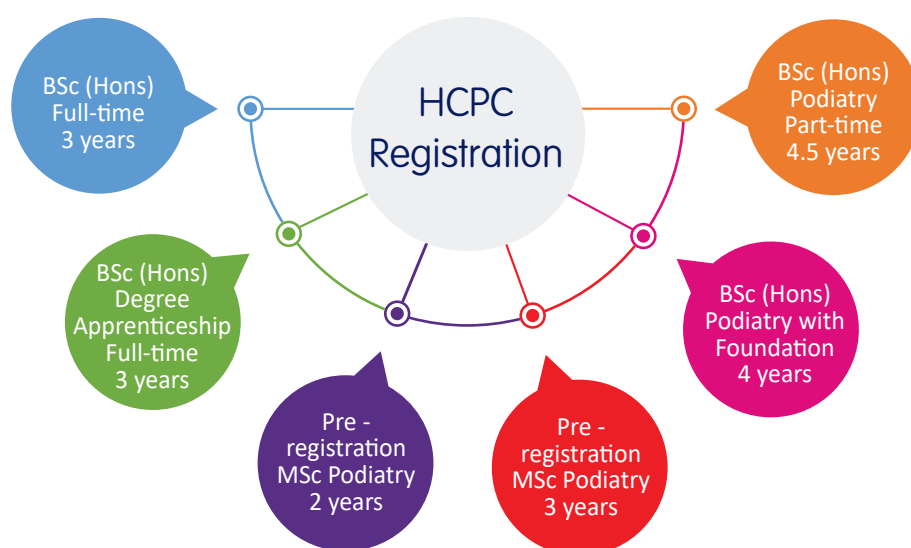 HCPC
Registration
BSc (Hons)
Full-time
3 years
BSc (Hons)
Degree
Apprenticeship
Full-time
3 years
Pre -
registration
MSc Podiatry
2 years
Pre -
registration
MSc Podiatry
3 years
BSc (Hons)
Podiatry with
Foundation
4 years
BSc (Hons)
Podiatry
Part-time
4.5 years